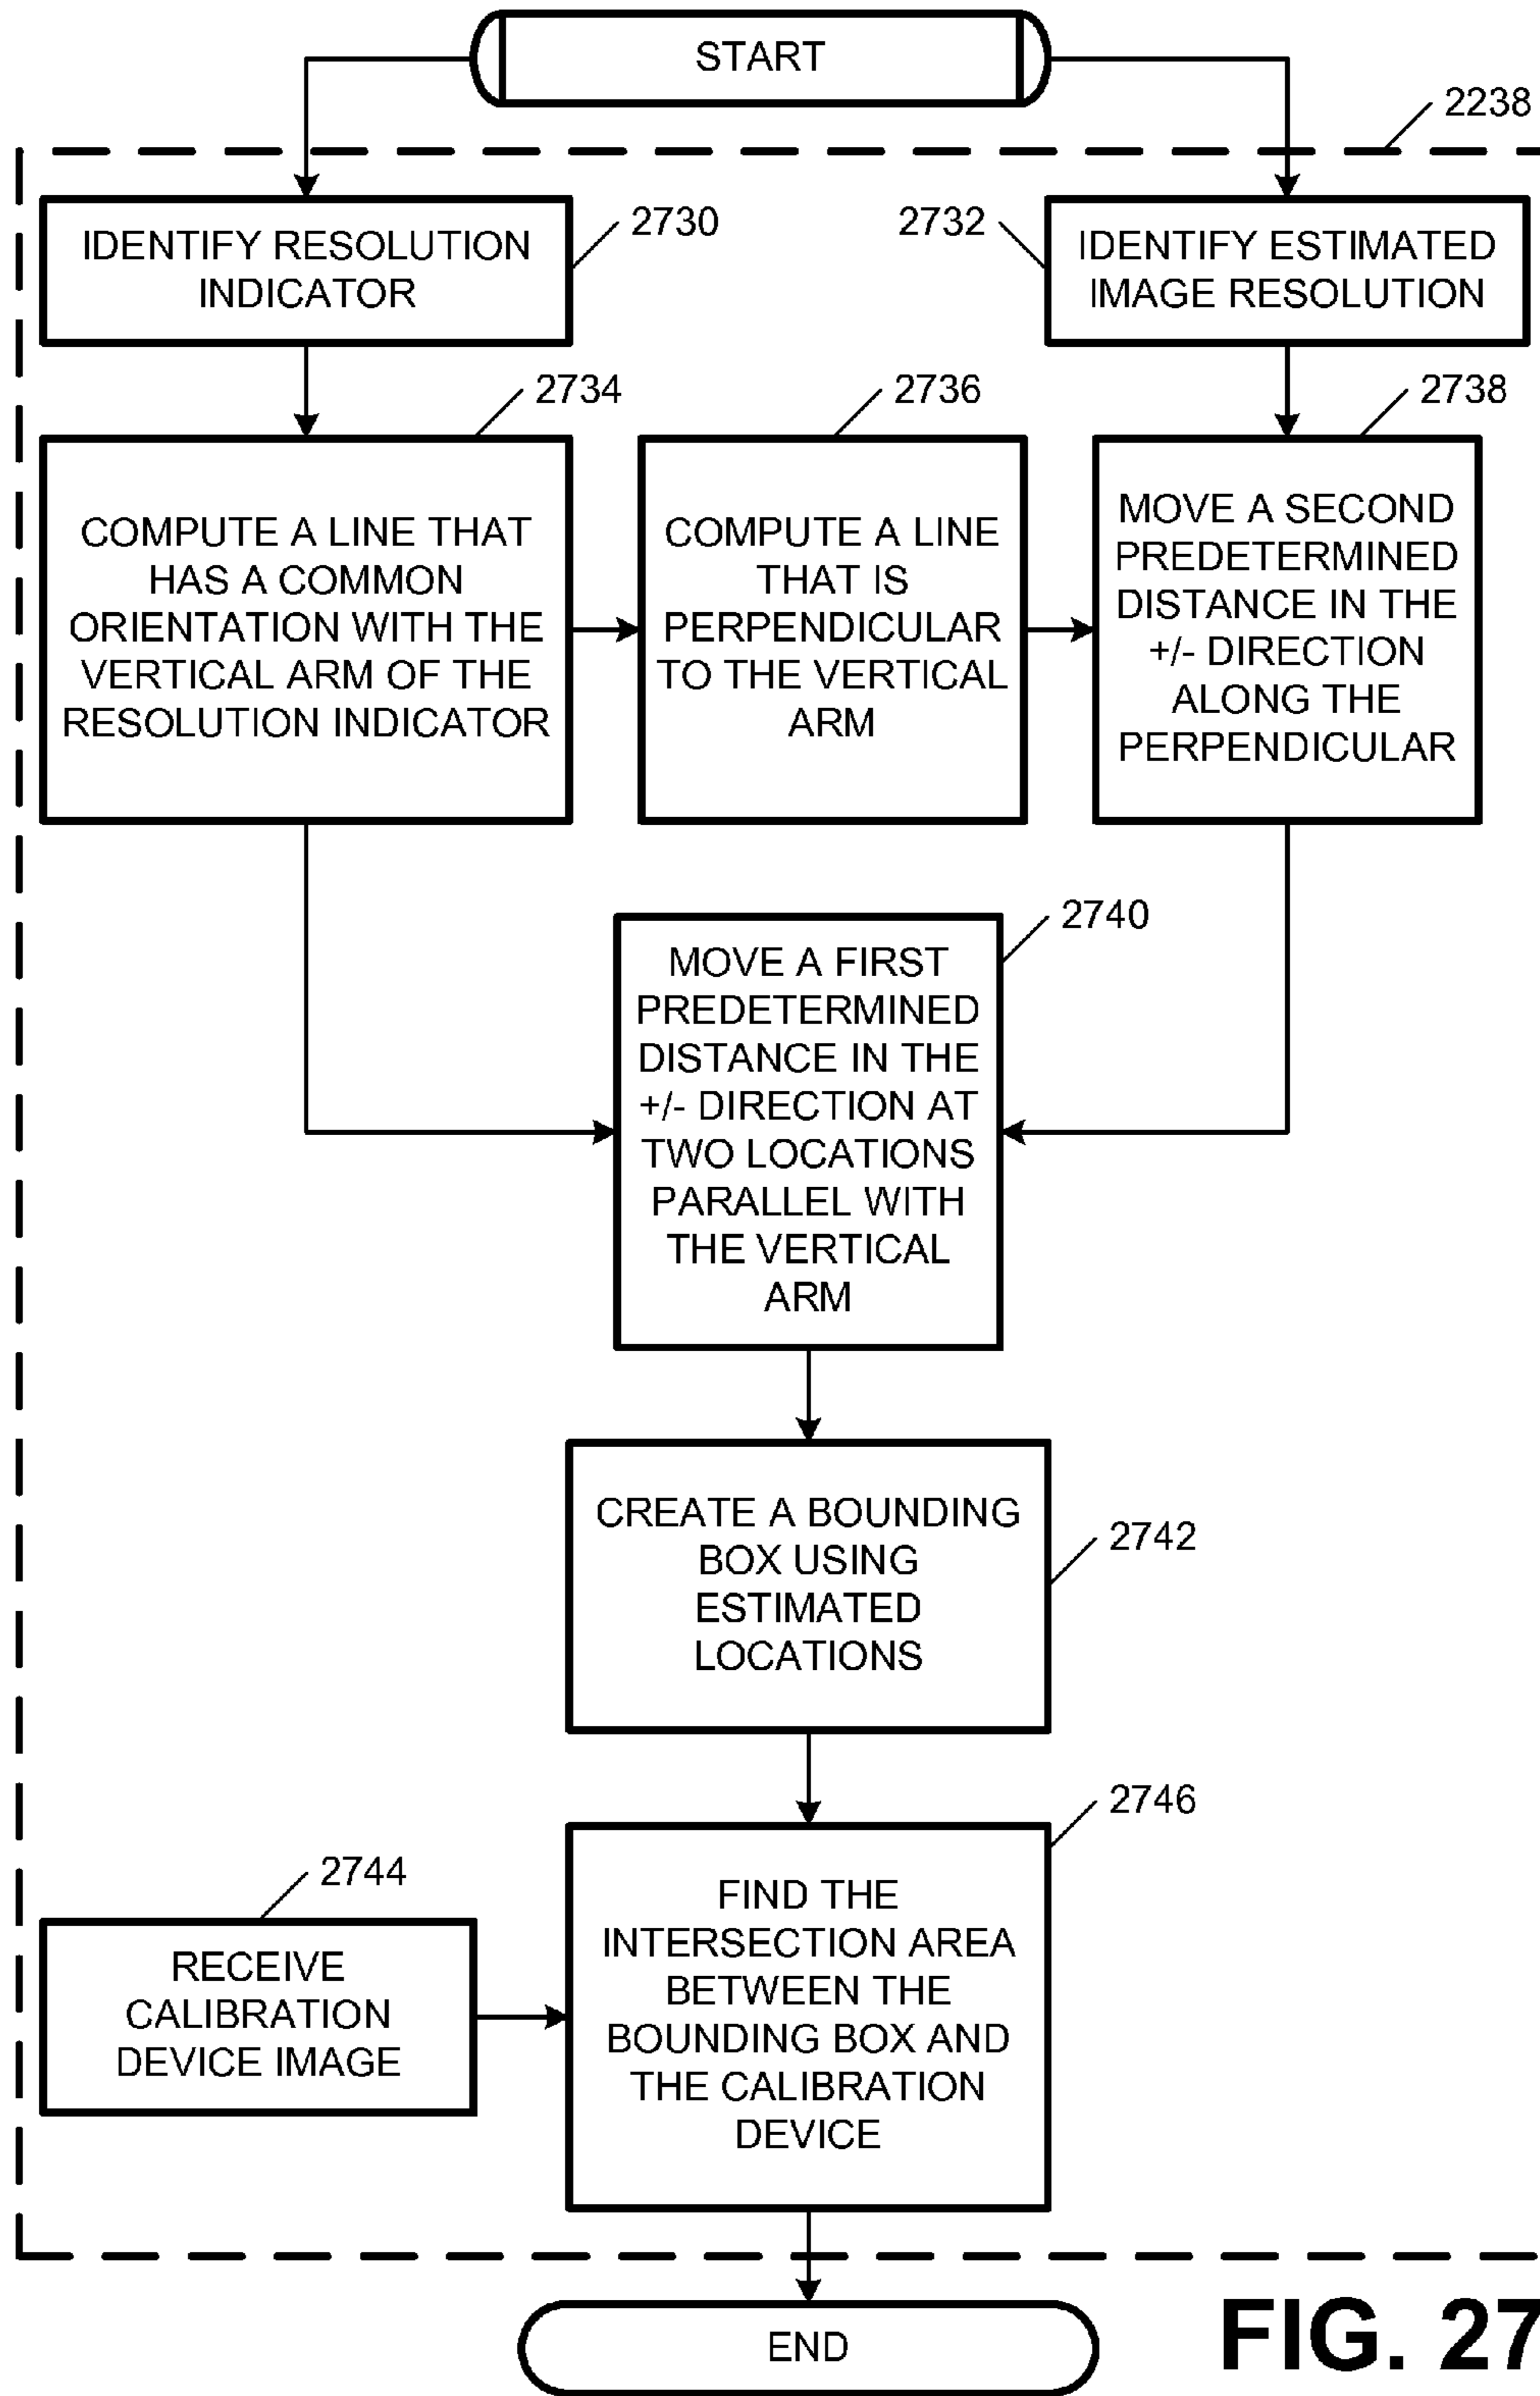 START
2238
IDENTIFY RESOLUTION
INDICATOR
2730
2732
IDENTIFY ESTIMATED
IMAGE RESOLUTION
2734
COMPUTE A LINE THAT
HAS A COMMON
ORIENTATION WITH THE
VERTICAL ARM OF THE
RESOLUTION INDICATOR
2736
COMPUTE A LINE
THAT IS
PERPENDICULAR
TO THE VERTICAL
ARM
2738
MOVE A SECOND
PREDETERMINED
DISTANCE IN THE
+/- DIRECTION
ALONG THE
PERPENDICULAR
2740
MOVE A FIRST
PREDETERMINED
DISTANCE IN THE
+/- DIRECTION AT
TWO LOCATIONS
PARALLEL WITH
THE VERTICAL
ARM
CREATE A BOUNDING
BOX USING
ESTIMATED
LOCATIONS
2742
2744
RECEIVE
CALIBRATION
DEVICE IMAGE
2746
FIND THE
INTERSECTION AREA
BETWEEN THE
BOUNDING BOX AND
THE CALIBRATION
DEVICE
END
FIG. 27